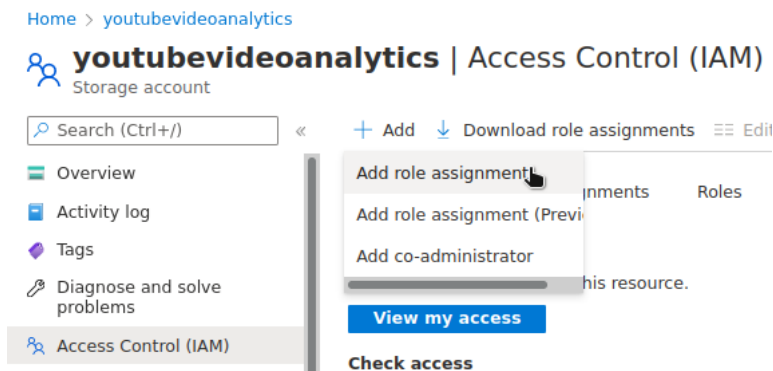 Home > youtubevideoanalytics
youtubevideoanalytics | Access Control (IAM)
Storage account
Search (Ctrl+/)
«
+ Add
Download role assignments
Edit
Overview
Activity log
Tags
Diagnose and solve
problems
Access Control (IAM)
Add role assignment
Add role assignment (Previ
Add co-administrator
gnments
Roles
his resource.
View my access
Check access